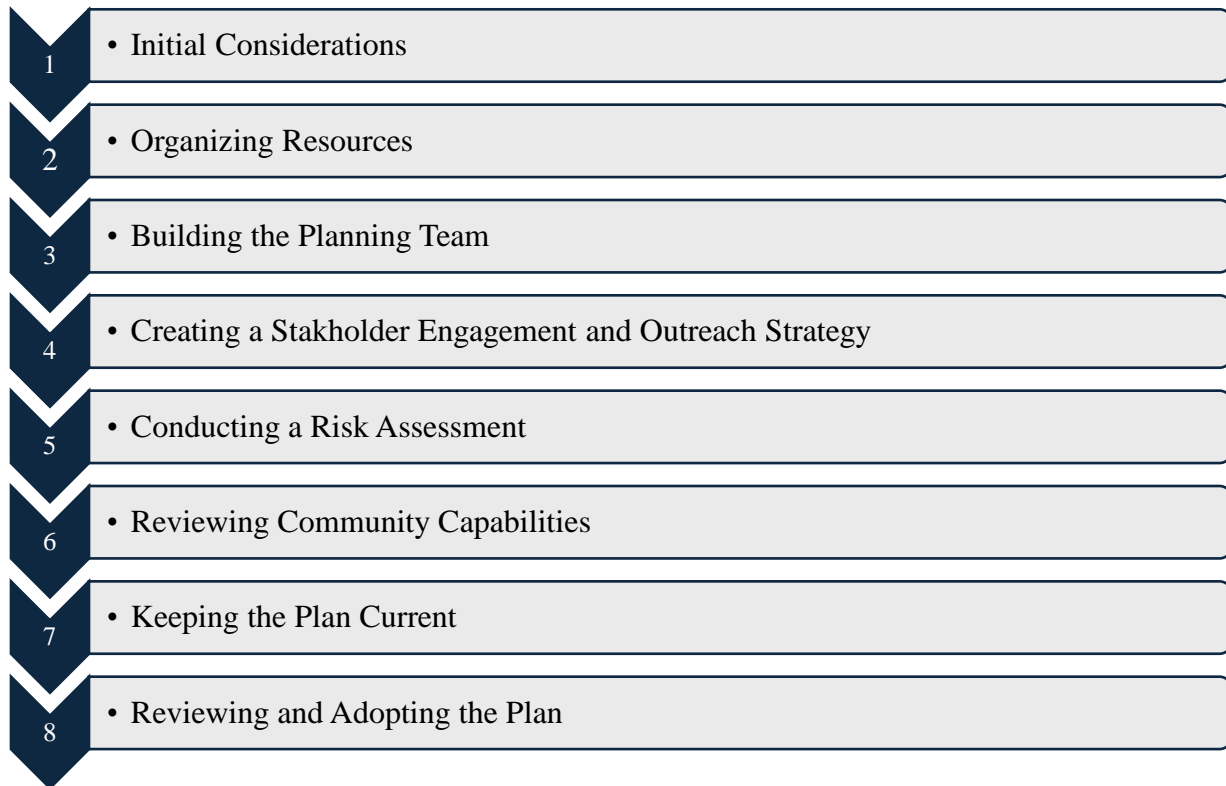 1 • Initial Considerations
2 • Organizing Resources
3 • Building the Planning Team
4 • Creating a Stakholder Engagement and Outreach Strategy
5 • Conducting a Risk Assessment
6 • Reviewing Community Capabilities
7 • Keeping the Plan Current
8 • Reviewing and Adopting the Plan